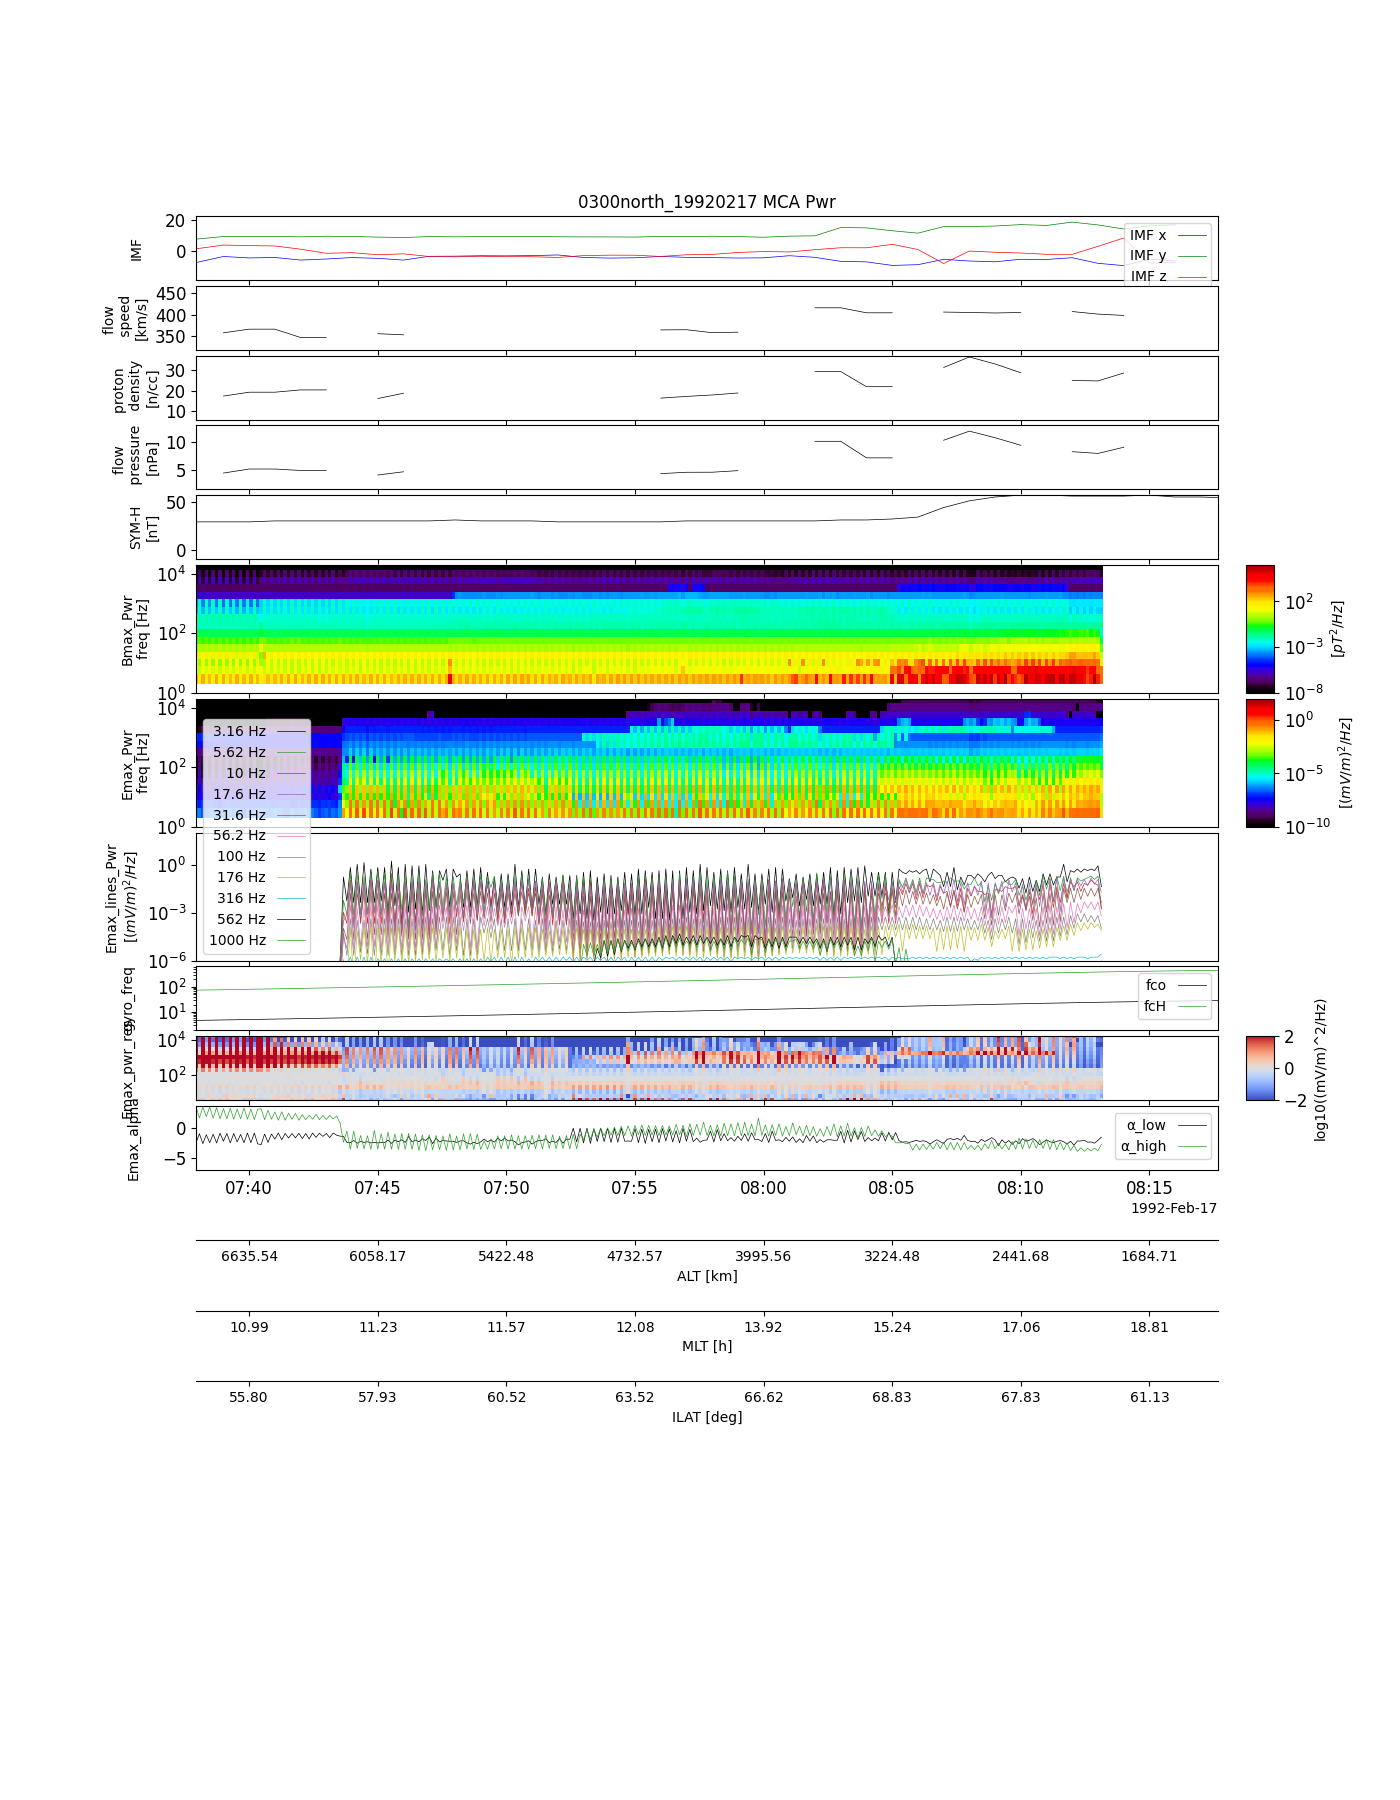 0300north_19920217 MCA Pwr
20
0
IMF
IMF x
IMF y
IMF z
450
400
350
flow
speed
[km/s]
30
20
10
proton
density
[n/cc]
10
5
flow
pressure
[nPa]
50
0
SYM-H
[nT]
10^4
10^2
10^0
Bmax_Pwr
freq [Hz]
10^2
10^-3
10^-8
[pT^2/Hz]
10^4
10^2
10^0
Emax_Pwr
freq [Hz]
10^0
10^-5
10^-10
[(mV/m)^2/Hz]
3.16 Hz
5.62 Hz
10 Hz
17.6 Hz
31.6 Hz
56.2 Hz
100 Hz
176 Hz
316 Hz
562 Hz
1000 Hz
10^0
10^-3
10^-6
Emax_lines_Pwr
[(mV/m)^2/Hz]
10^2
10^1
gyro_freq
fco
fcH
10^4
10^2
Emax_pwr_res
2
0
−2
log10((mV/m)^2/Hz)
0
−5
Emax_alpha
α_low
α_high
07:40 07:45 07:50 07:55 08:00 08:05 08:10 08:15
1992-Feb-17
6635.54 6058.17 5422.48 4732.57 3995.56 3224.48 2441.68 1684.71
ALT [km]
10.99 11.23 11.57 12.08 13.92 15.24 17.06 18.81
MLT [h]
55.80 57.93 60.52 63.52 66.62 68.83 67.83 61.13
ILAT [deg]